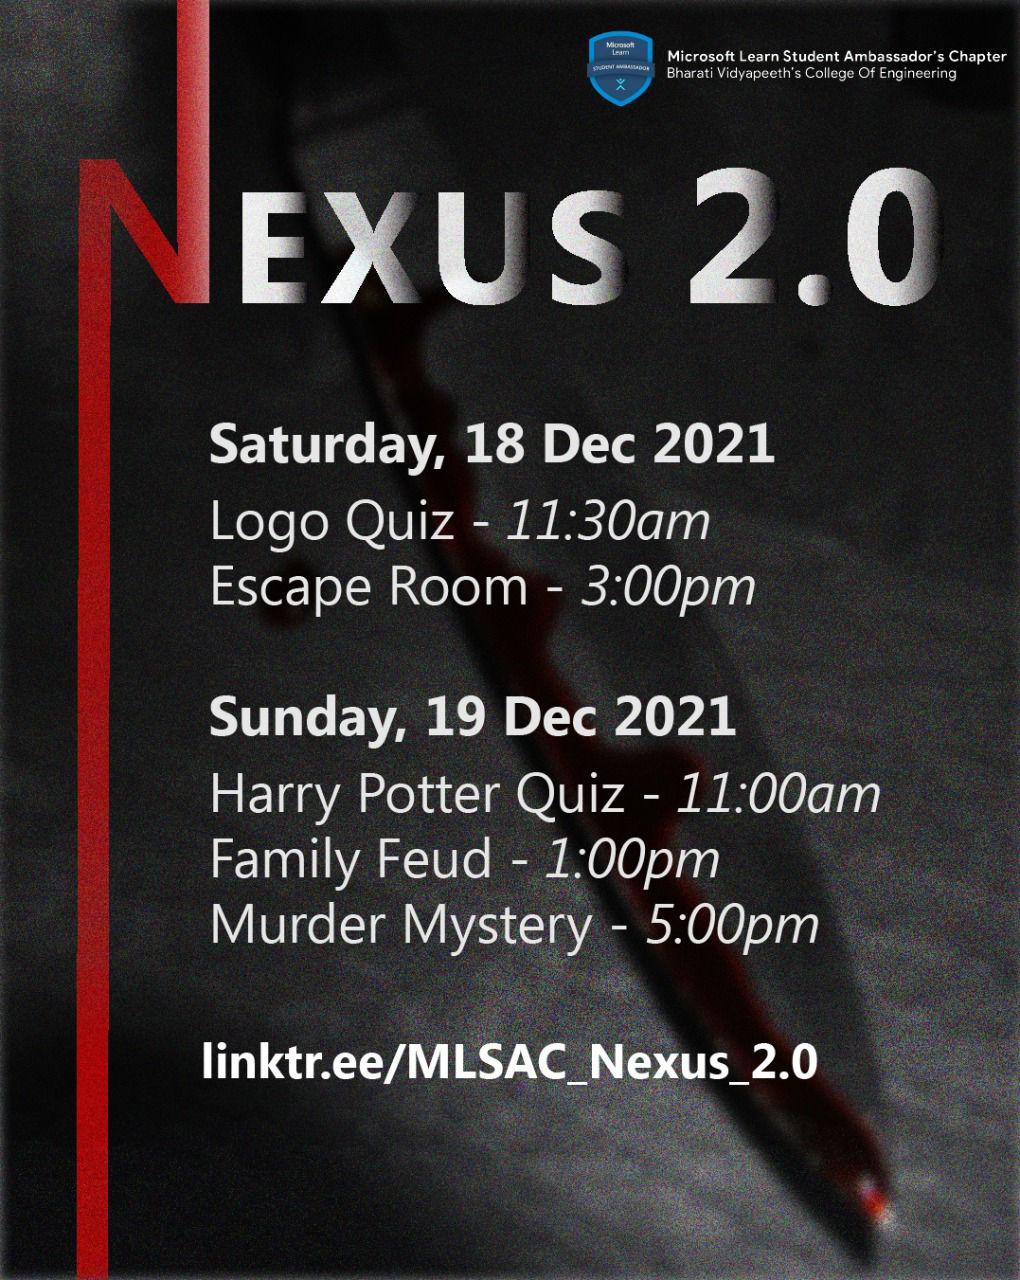 Microsoft
Learn
STUDENT AMBASSADOR
Microsoft Learn Student Ambassador's Chapter
Bharati Vidyapeeth's College Of Engineering
NEXUS 2.0
Saturday, 18 Dec 2021
Logo Quiz - 11:30am
Escape Room - 3:00pm
Sunday, 19 Dec 2021
Harry Potter Quiz - 11:00am
Family Feud - 1:00pm
Murder Mystery - 5:00pm
linktr.ee/MLSAC_Nexus_2.0